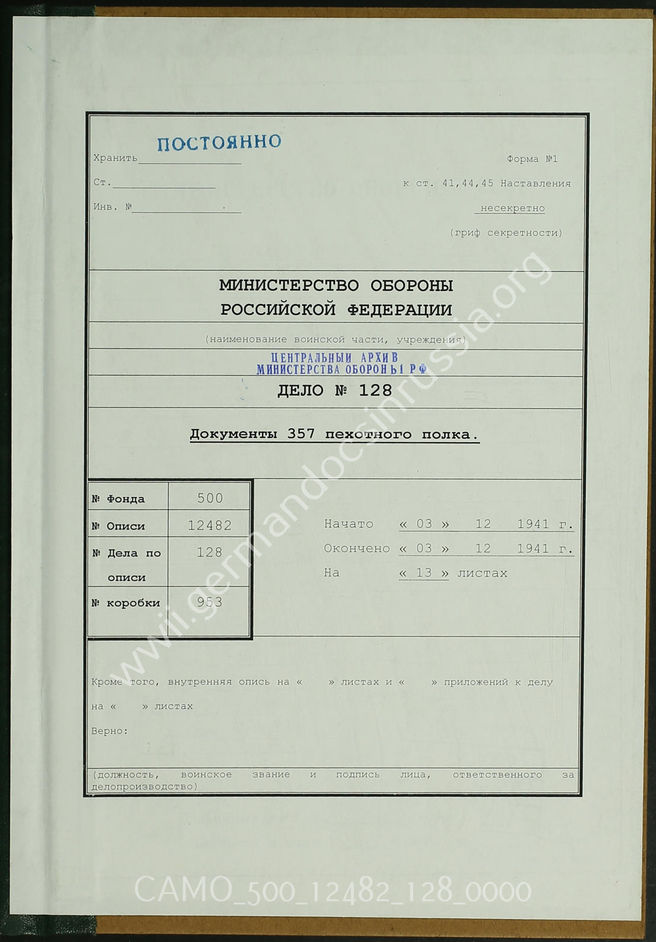 ПОСТОЯННО
Хранить
Форма №1
Ст.
к ст. 41,44,45 Наставления
Инв. №
несекретно
(гриф секретности)
МИНИСТЕРСТВО ОБОРОНЫ
РОССИЙСКОЙ ФЕДЕРАЦИИ
(наименование воинской части, учреждения)
ЦЕНТРАЛЬНЫЙ АРХИВ
МИНИСТЕРСТВА ОБОРОНЫ РФ
ДЕЛО № 128
Документы 357 пехотного полка.
№ Фонда 500
№ Описи 12482
№ Дела по описи 128
№ коробки 953
Начато « 03 » 12 1941 г.
Окончено « 03 » 12 1941 г.
На « 13 » листах
Кроме того, внутренняя опись на « » листах и « » приложений к делу
на « » листах
Верно:
(должность, воинское звание и подпись лица, ответственного за
делопроизводство)
www.germandocsinrussia.org
CAMO_500_12482_128_0000